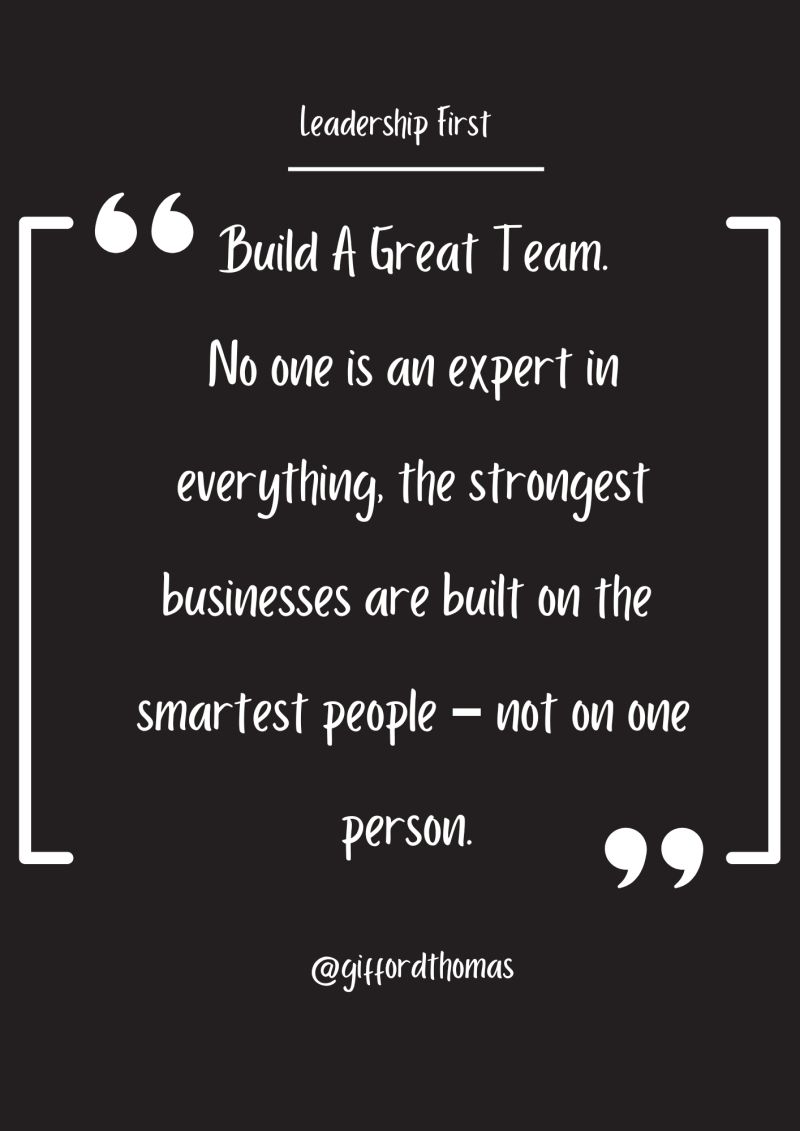 Leadership First
“Build A Great Team.
No one is an expert in
everything, the strongest
businesses are built on the
smartest people – not on one
person.”
@giffordthomas